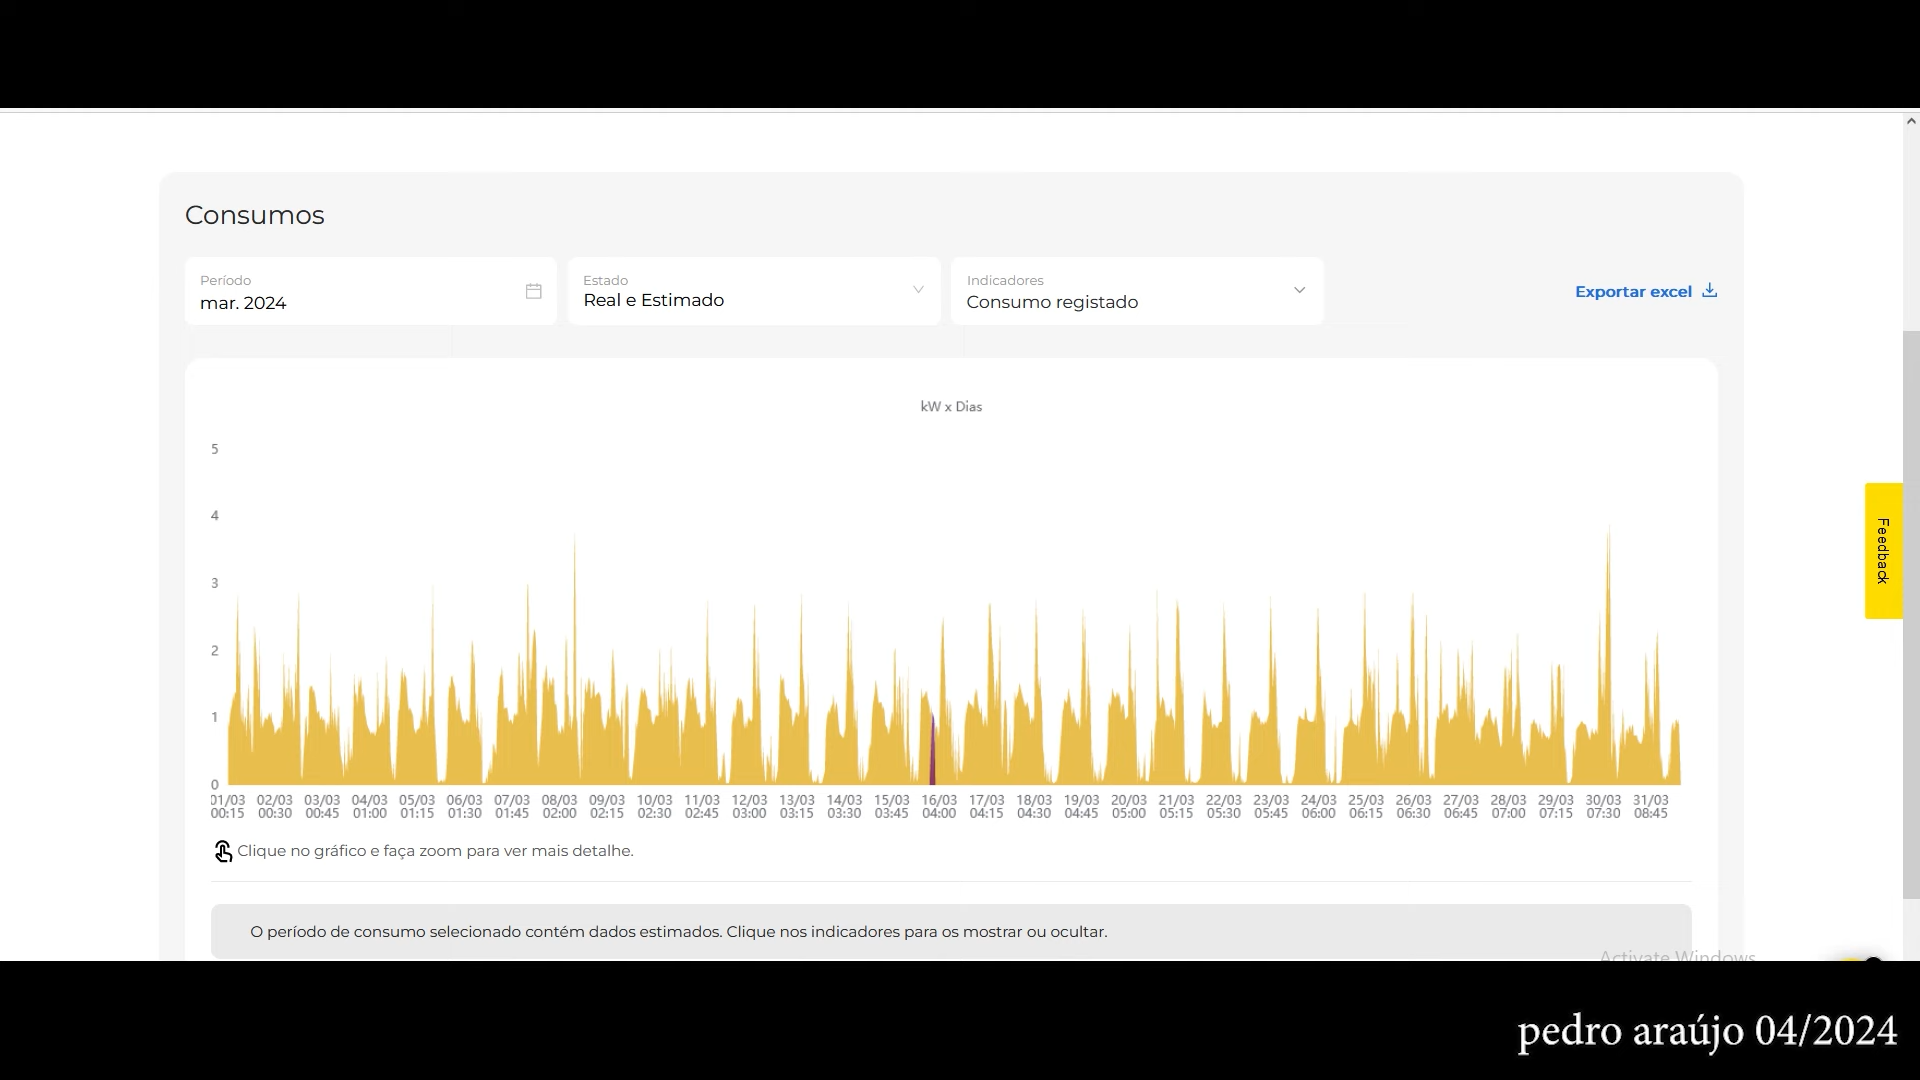 Consumos
Período
mar. 2024
Estado
Real e Estimado
Indicadores
Consumo registado
Exportar excel
kW x Dias
5
4
3
2
1
0
01/03 02/03 03/03 04/03 05/03 06/03 07/03 08/03 09/03 10/03 11/03 12/03 13/03 14/03 15/03 16/03 17/03 18/03 19/03 20/03 21/03 22/03 23/03 24/03 25/03 26/03 27/03 28/03 29/03 30/03 31/03
00:15 00:30 00:45 01:00 01:15 01:30 01:45 02:00 02:15 02:30 02:45 03:00 03:15 03:30 03:45 04:00 04:15 04:30 04:45 05:00 05:15 05:30 05:45 06:00 06:15 06:30 06:45 07:00 07:15 07:30 08:45
Clique no gráfico e faça zoom para ver mais detalhe.
O período de consumo selecionado contém dados estimados. Clique nos indicadores para os mostrar ou ocultar.
Feedback
Activate Windows
pedro araújo 04/2024